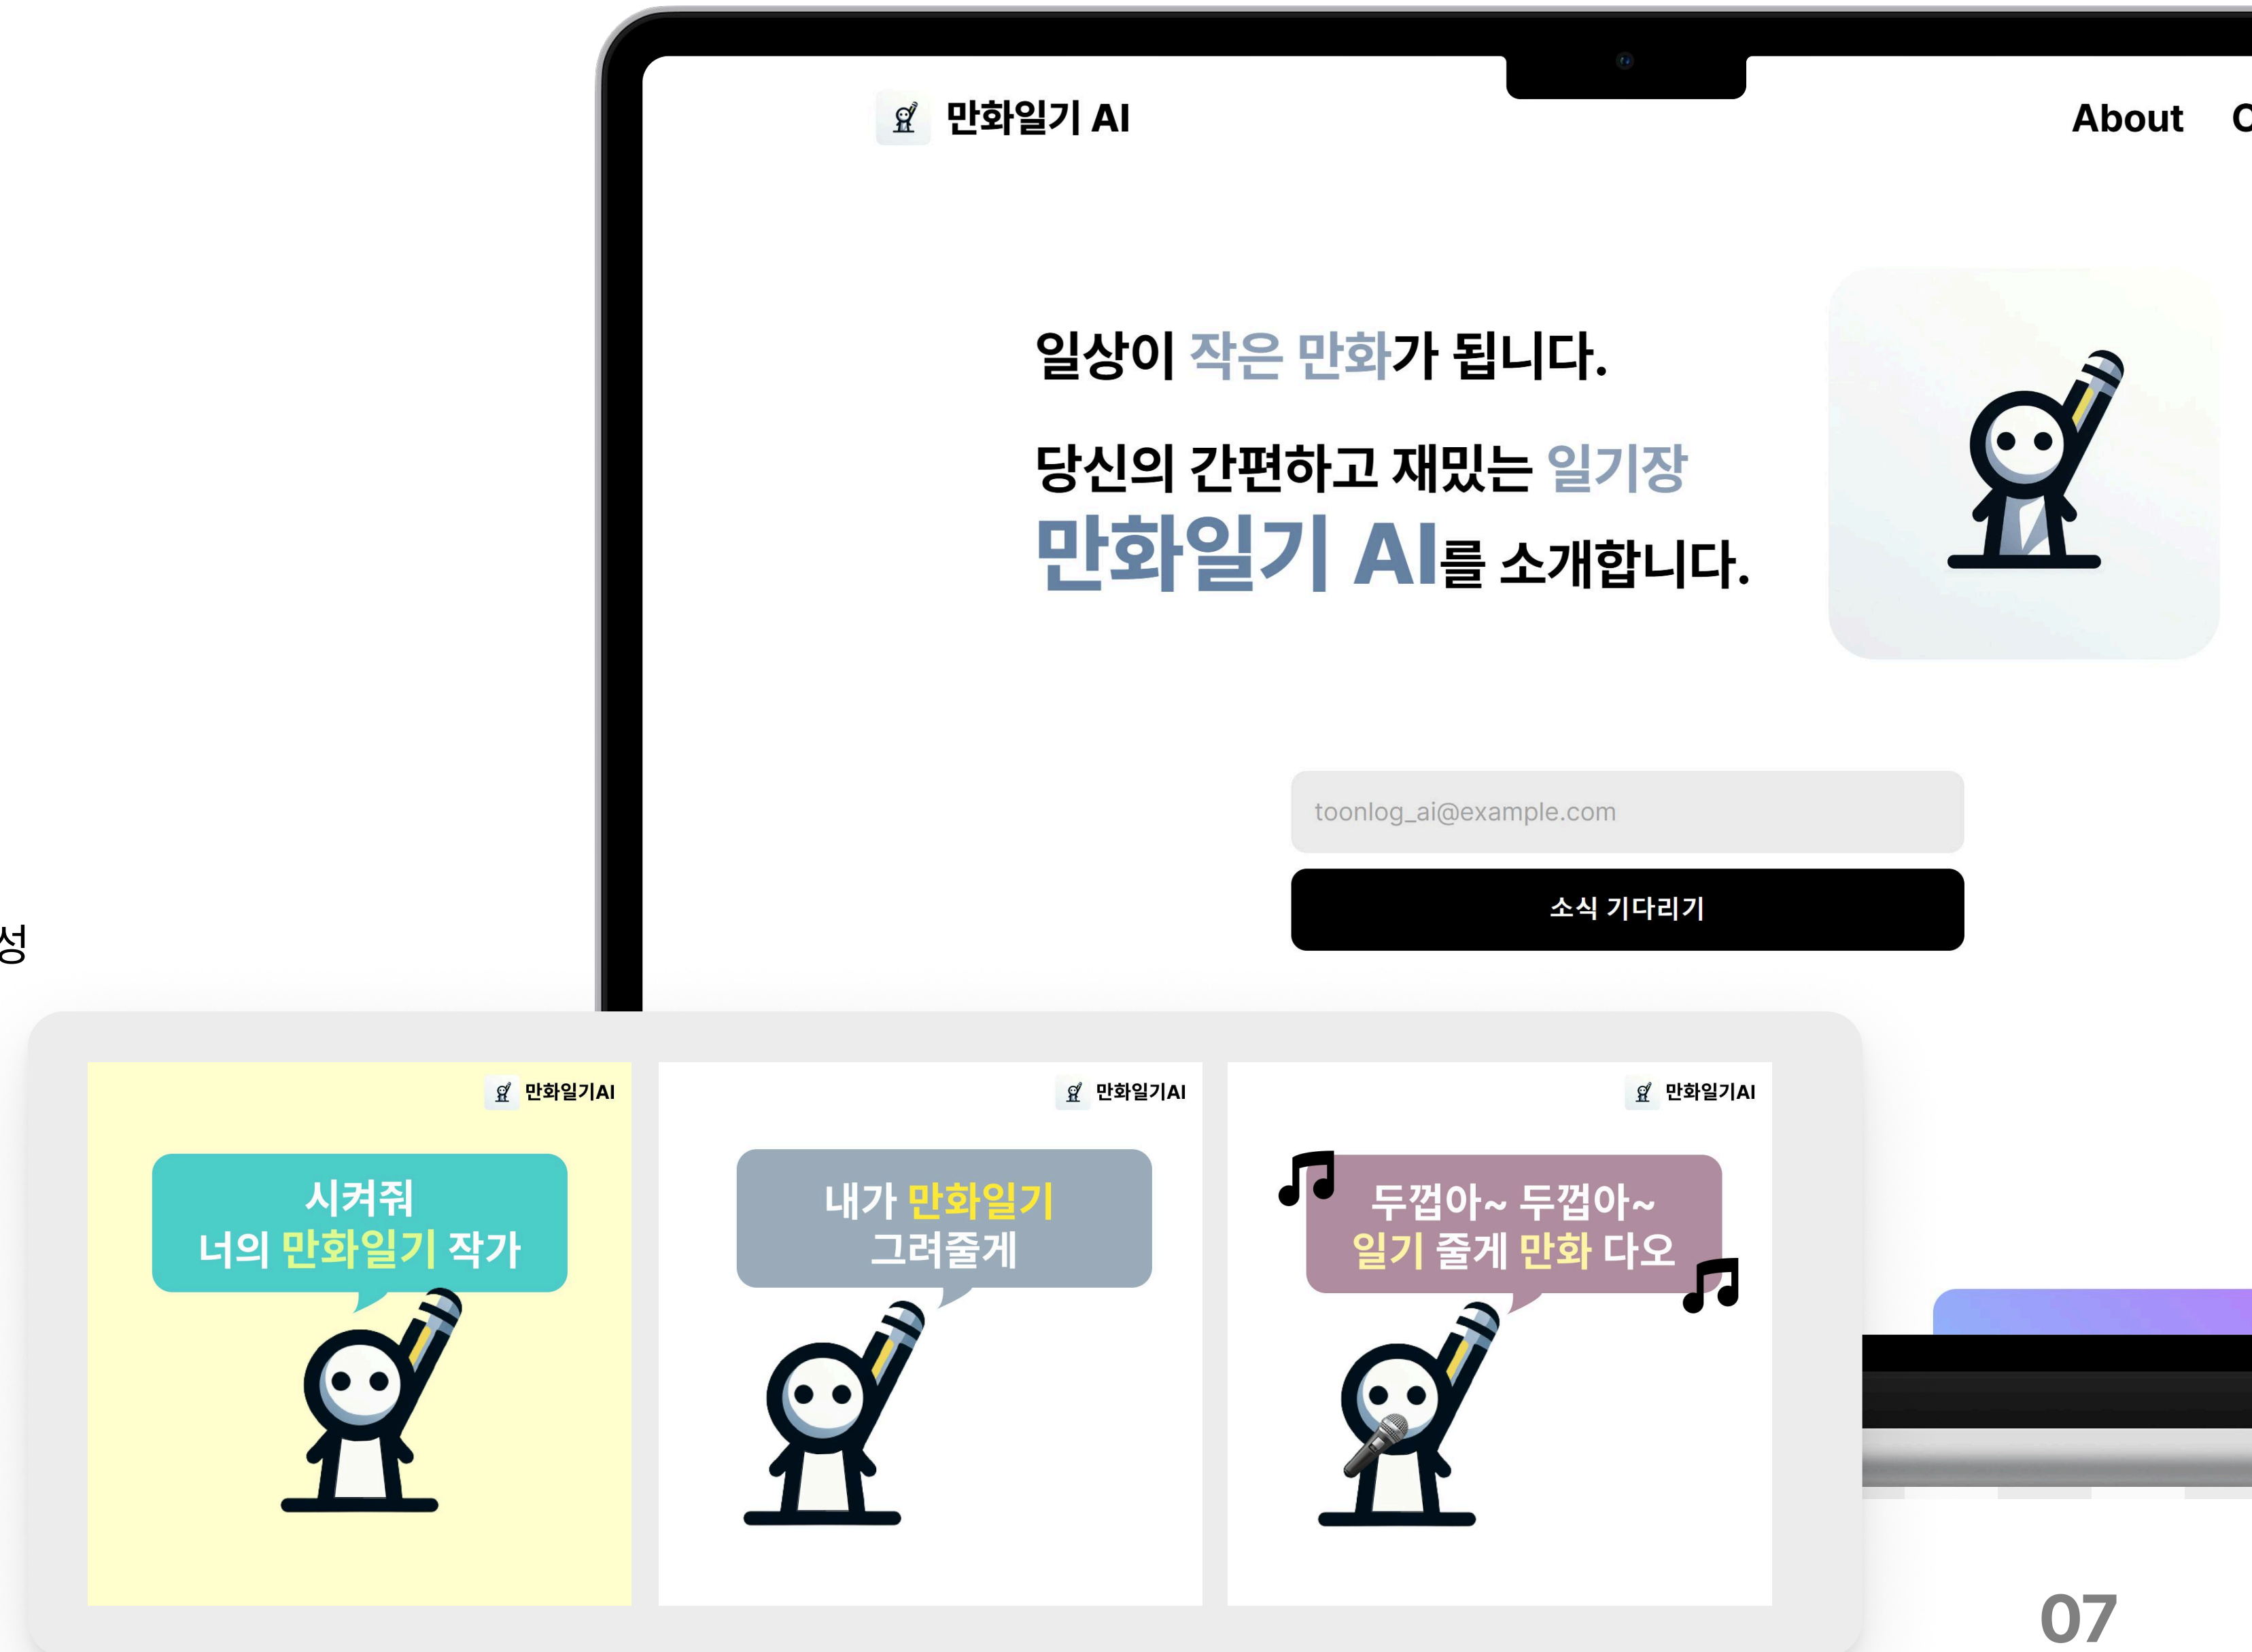 만화일기 AI
About
일상이 작은 만화가 됩니다.
당신의 간편하고 재밌는 일기장
만화일기 AI를 소개합니다.
toonlog_ai@example.com
소식 기다리기
성
만화일기AI
시켜줘
너의 만화일기 작가
만화일기AI
내가 만화일기
그려줄게
만화일기AI
두껍아~ 두껍아~
일기 줄게 만화 다오
07